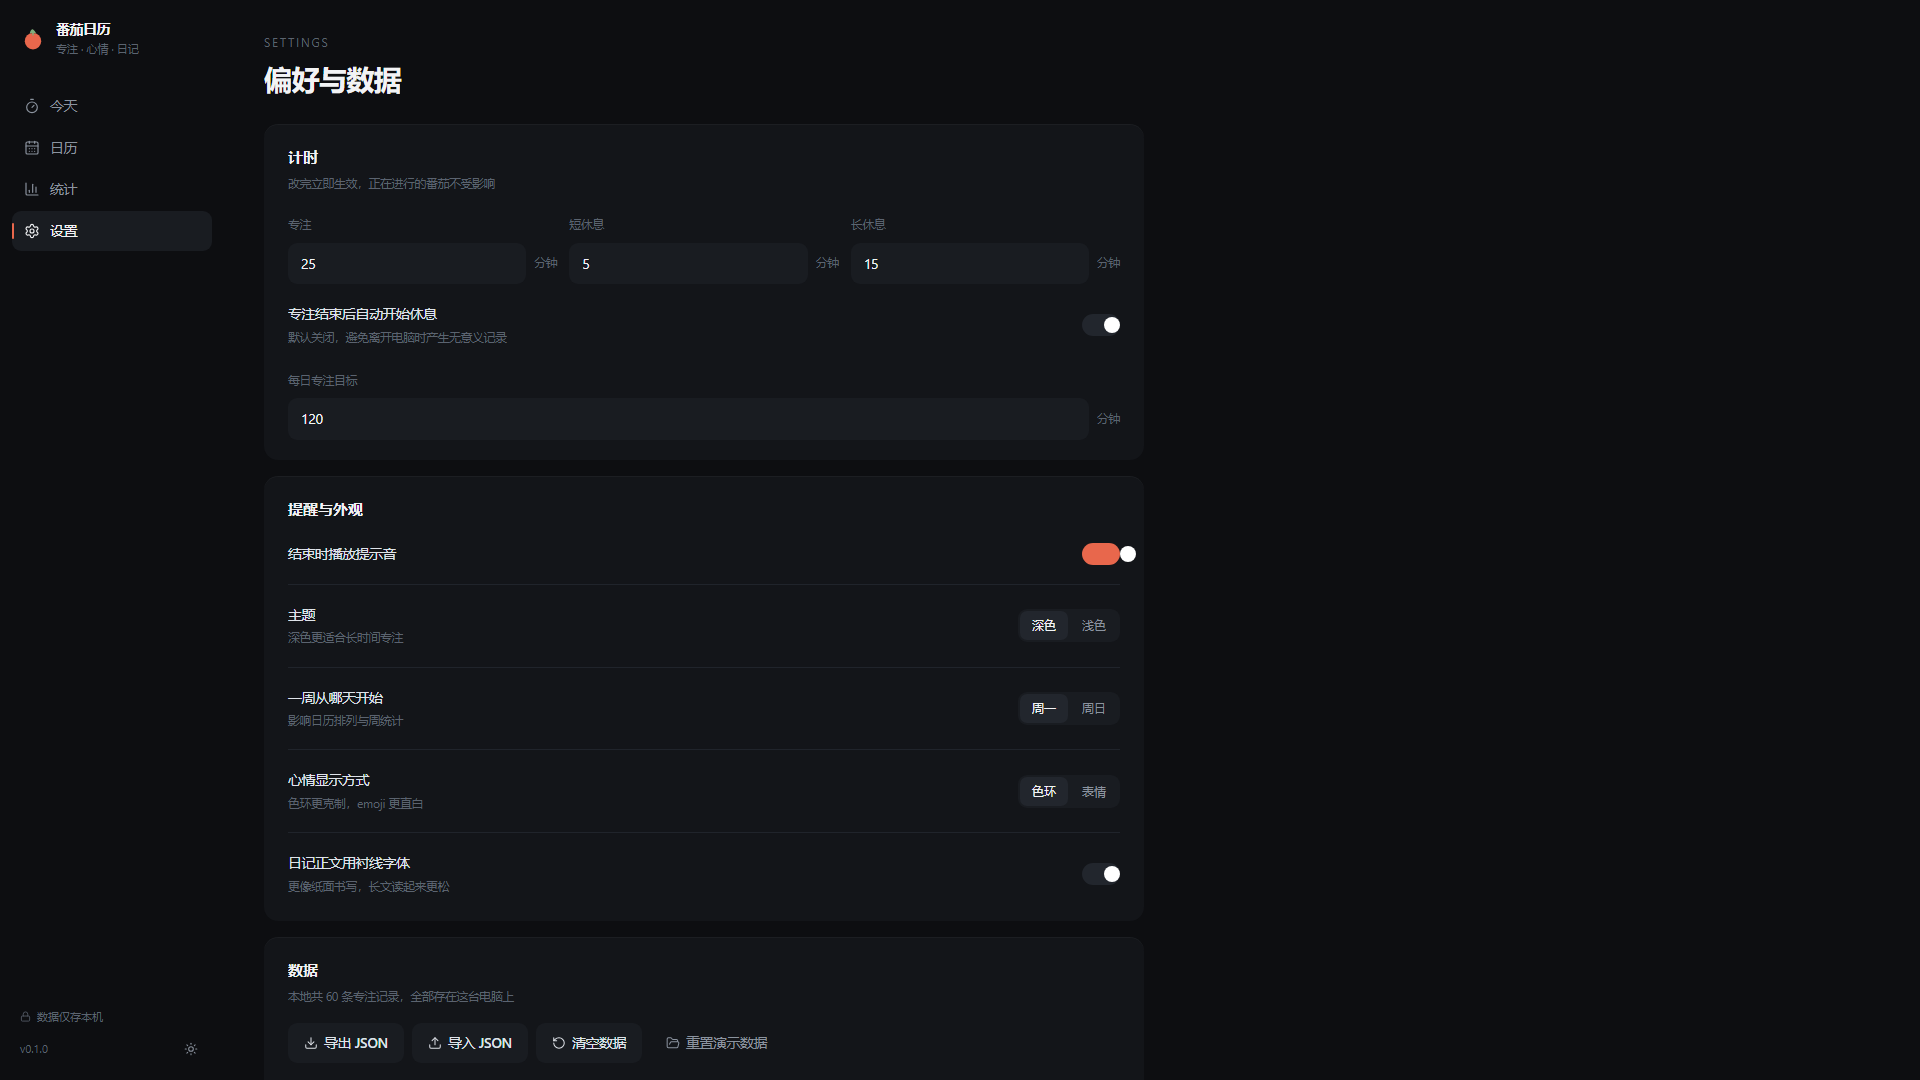 番茄日历
专注 · 心情 · 日记
今天
日历
统计
设置
数据仅存本机
v0.1.0
SETTINGS
偏好与数据
计时
改完立即生效，正在进行的番茄不受影响
专注
短休息
长休息
25 分钟
5 分钟
15 分钟
专注结束后自动开始休息
默认关闭，避免离开电脑时产生无意义记录
每日专注目标
120 分钟
提醒与外观
结束时播放提示音
主题
深色更适合长时间专注
深色 浅色
一周从哪天开始
影响日历排列与周统计
周一 周日
心情显示方式
色环更克制，emoji 更直白
色环 表情
日记正文用衬线字体
更像纸面书写，长文读起来更松
数据
本地共 60 条专注记录，全部存在这台电脑上
导出 JSON 导入 JSON 清空数据 重置演示数据